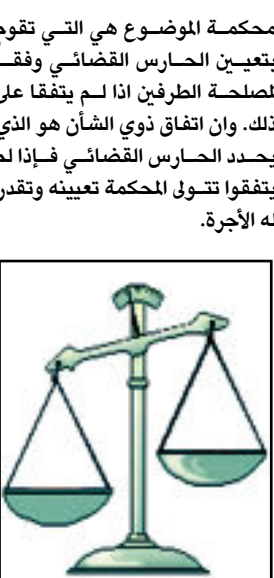 محكمة الموضوع هي التي تقوم
بتعيين الحارس القضائي وفقا
لمصلحة الطرفين اذا لم يتفقا على
ذلك. وان اتفاق ذوي الشأن هو الذي
يحدد الحارس القضائي فإذا لم
يتفقوا تتولى المحكمة تعيينه وتقدر
له الأجرة.